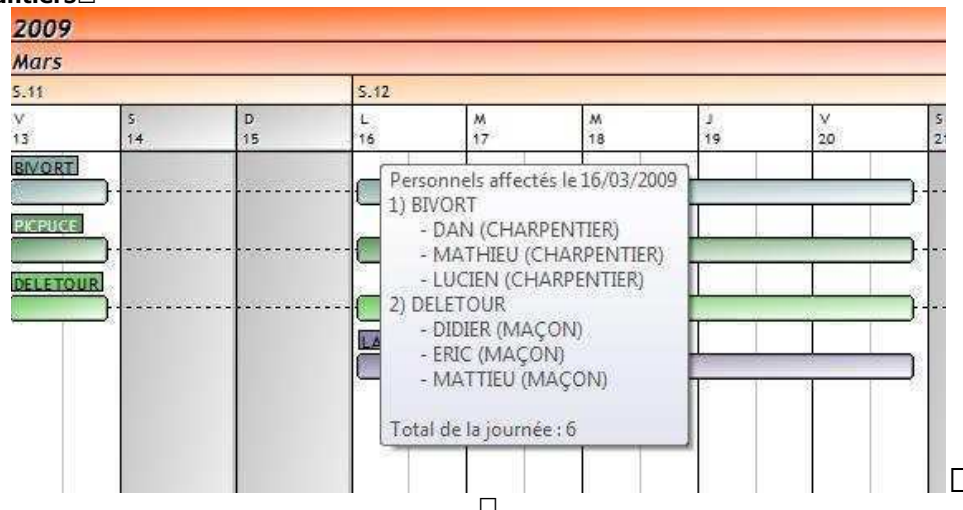 2009
Mars
S.11 S.12
V S D L M M J V S
13 14 15 16 17 18 19 20
BIVORT
PICPUCE
DELETOUR
Personnels affectés le 16/03/2009
1) BIVORT
- DAN (CHARPENTIER)
- MATHIEU (CHARPENTIER)
- LUCIEN (CHARPENTIER)
2) DELETOUR
- DIDIER (MAÇON)
- ERIC (MAÇON)
- MATTIEU (MAÇON)
Total de la journée : 6